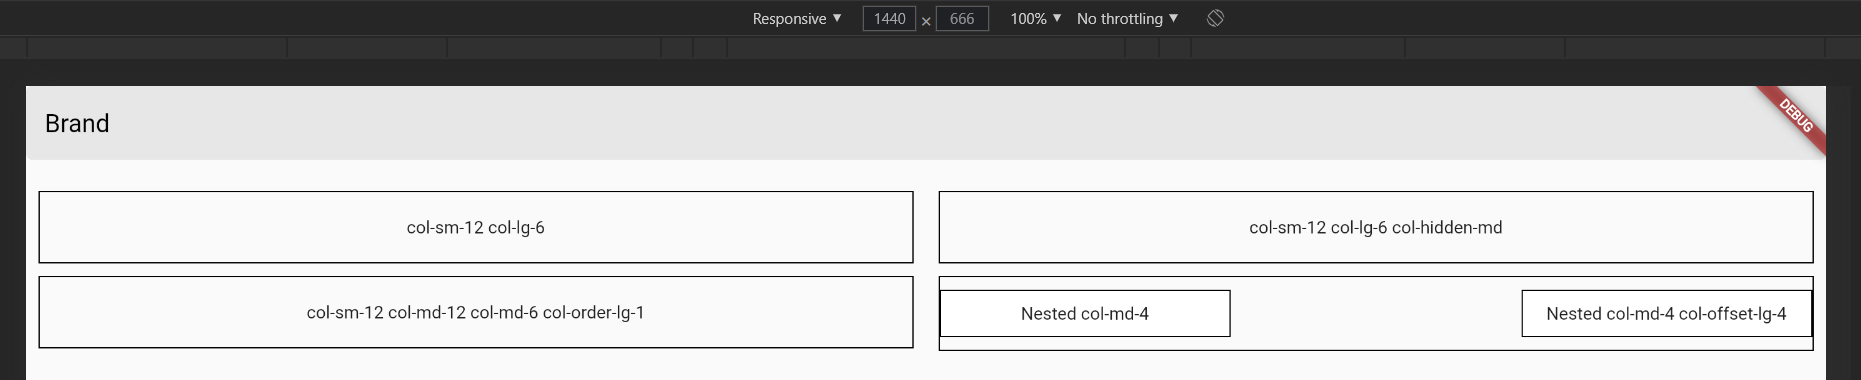 Responsive ▼ 1440 × 666 100% ▼ No throttling ▼
Brand
DEBUG
col-sm-12 col-lg-6
col-sm-12 col-lg-6 col-hidden-md
col-sm-12 col-md-12 col-md-6 col-order-lg-1
Nested col-md-4
Nested col-md-4 col-offset-lg-4